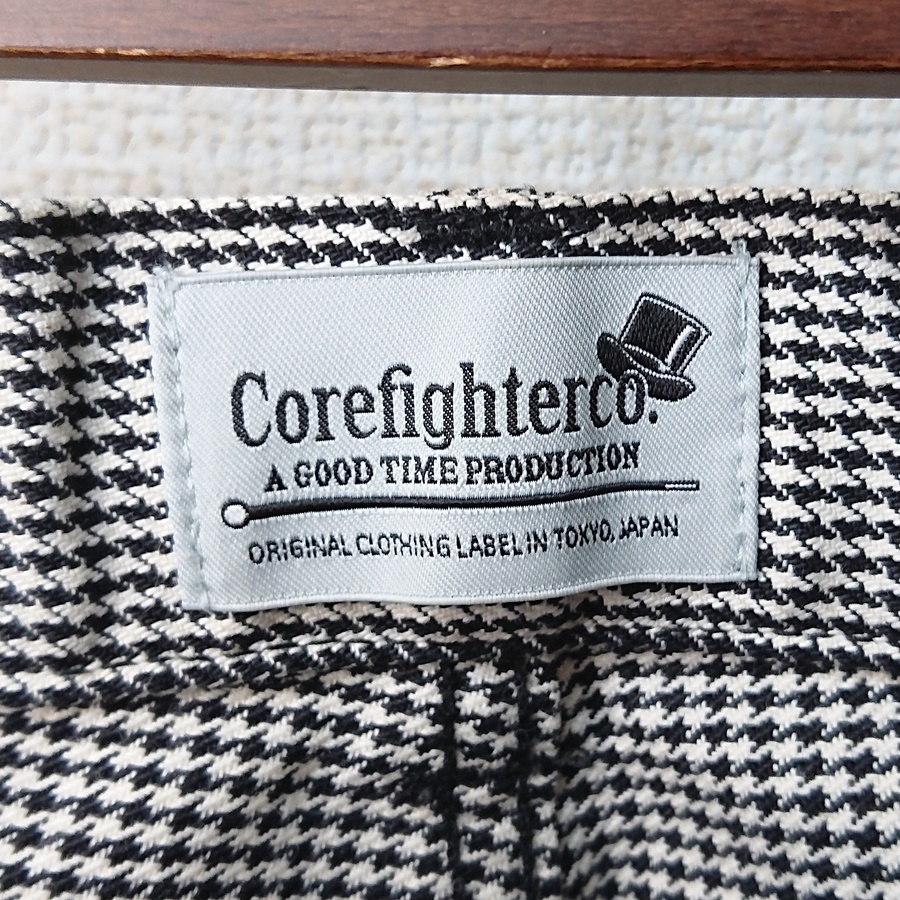 Corefighterco.
A GOOD TIME PRODUCTION
ORIGINAL CLOTHING LABEL IN TOKYO, JAPAN